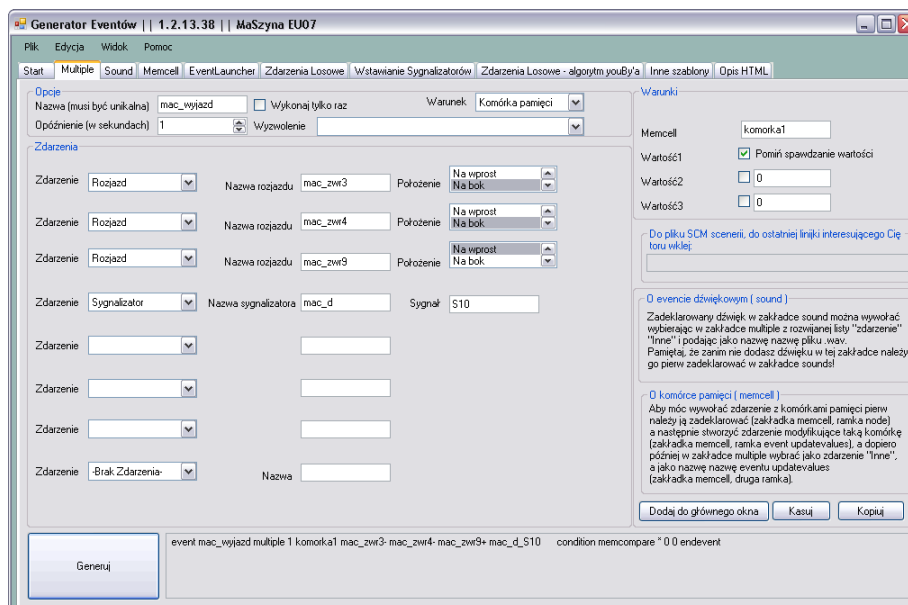 Generator Eventów || 1.2.13.38 || MaSzyna EU07
Plik Edycja Widok Pomoc
Start Multiple Sound Memcell EventLauncher Zdarzenia Losowe Wstawianie Sygnalizatorów Zdarzenia Losowe - algorytm youBy'a Inne szablony Opis HTML
Opcje
Nazwa (musi być unikalna) mac_wyjazd Wykonaj tylko raz Warunek Komórka pamięci
Opóźnienie (w sekundach) 1 Wyzwolenie
Zdarzenia
Zdarzenie Rozjazd Nazwa rozjazdu mac_zwr3 Położenie Na wprost
Na bok
Zdarzenie Rozjazd Nazwa rozjazdu mac_zwr4 Położenie Na wprost
Na bok
Zdarzenie Rozjazd Nazwa rozjazdu mac_zwr9 Położenie Na wprost
Na bok
Zdarzenie Sygnalizator Nazwa sygnalizatora mac_d Sygnał S10
Zdarzenie
Zdarzenie
Zdarzenie
Zdarzenie -Brak Zdarzenia- Nazwa
Warunki
Memcell komorka1
Wartość1 Pomiń spawdzanie wartości
Wartość2 0
Wartość3 0
Do pliku SCM scenerii, do ostatniej linijki interesującego Cię
toru wklej:
O evencie dźwiękowym ( sound )
Zadeklarowany dźwięk w zakładce sound można wywołać
wybierając w zakładce multiple z rozwijanej listy "zdarzenie"
"Inne" i podając jako nazwę nazwę pliku .wav.
Pamiętaj, że zanim nie dodasz dźwięku w tej zakładce należy
go pierw zadeklarować w zakładce sounds!
O komórce pamięci ( memcell )
Aby móc wywołać zdarzenie z komórkami pamięci pierw
należy ją zadeklarować (zakładka memcell, ramka node)
a następnie stworzyć zdarzenie modyfikujące taką komórkę
(zakładka memcell, ramka event updatevalues), a dopiero
później w zakładce multiple wybrać jako zdarzenie "Inne",
a jako nazwę nazwę eventu updatevalues
(zakładka memcell, druga ramka).
Dodaj do głównego okna Kasuj Kopiuj
Generuj
event mac_wyjazd multiple 1 komorka1 mac_zwr3- mac_zwr4- mac_zwr9+ mac_d_S10 condition memcompare * 0 0 endevent